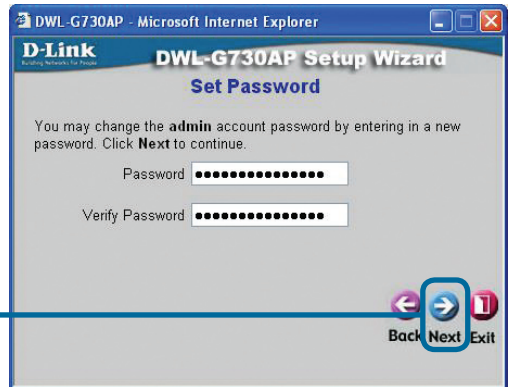 DWL-G730AP - Microsoft Internet Explorer
D-Link
Building Networks for People
DWL-G730AP Setup Wizard
Set Password
You may change the admin account password by entering in a new
password. Click Next to continue.
Password ●●●●●●●●●●●●●●●
Verify Password ●●●●●●●●●●●●●●●
Back Next Exit